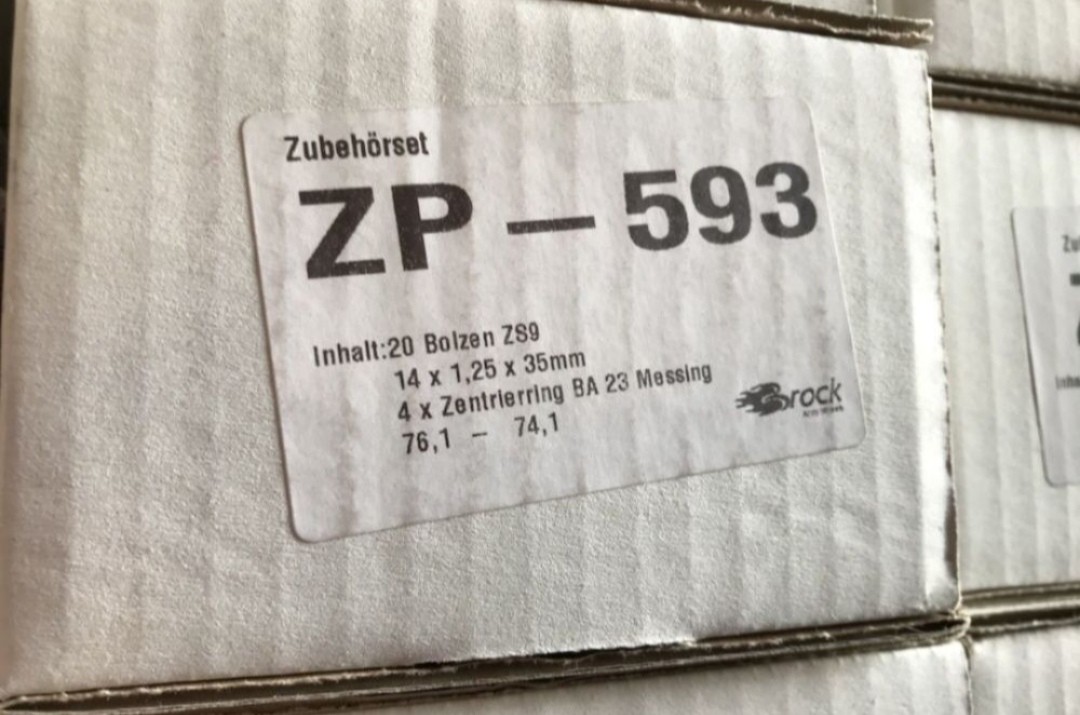 Zubehörset
ZP – 593
Inhalt:20 Bolzen ZS9
14 x 1,25 x 35mm
4 x Zentrierring BA 23 Messing
76,1 – 74,1
Brock